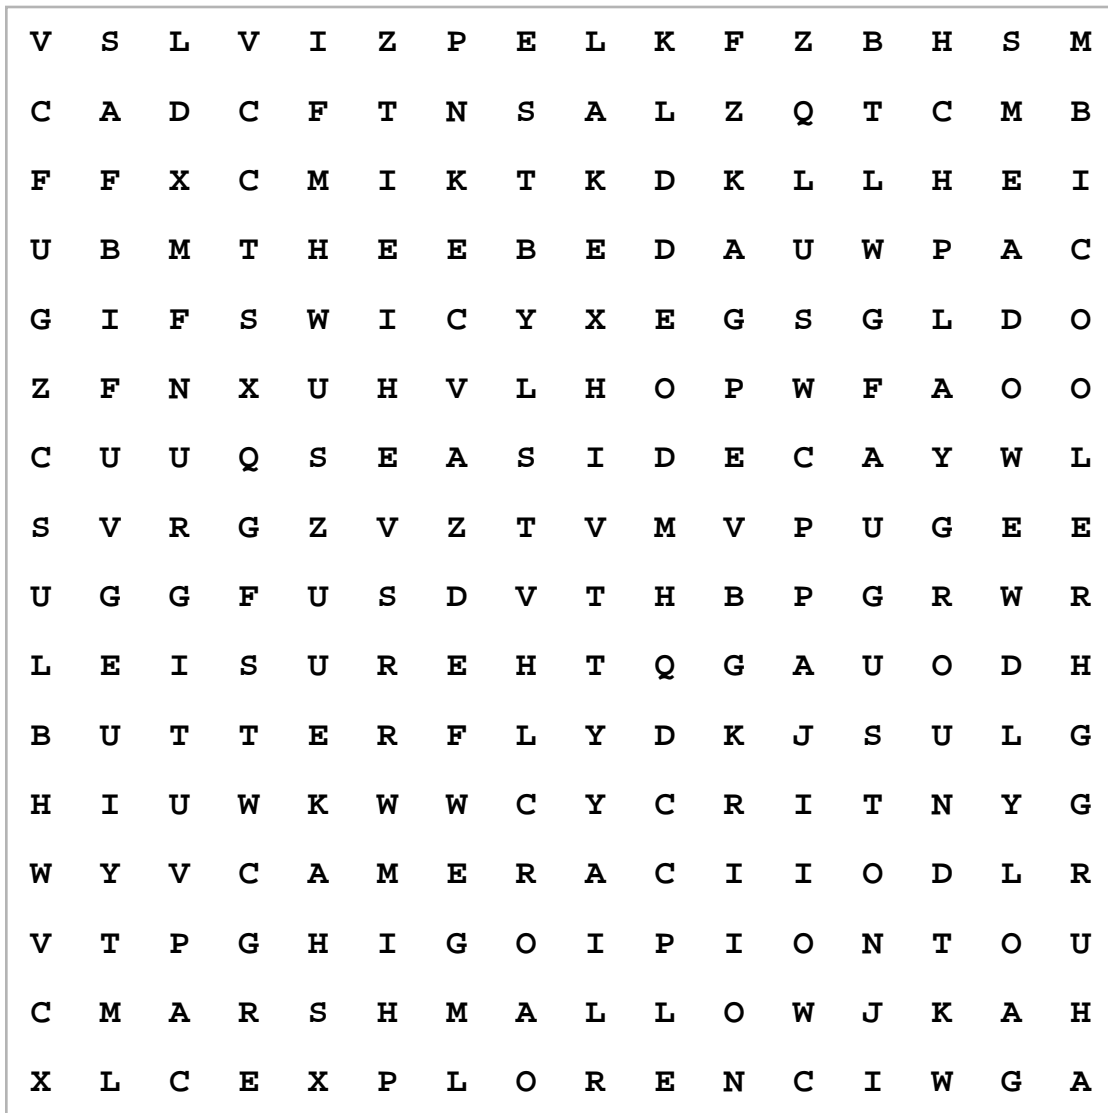 V S L V I Z P E L K F Z B H S M
C A D C F T N S A L Z Q T C M B
F F X C M I K T K D K L L H E I
U B M T H E E B E D A U W P A C
G I F S W I C Y X E G S G L D O
Z F N X U H V L H O P W F A O O
C U U Q S E A S I D E C A Y W L
S V R G Z V Z T V M V P U G E E
U G G F U S D V T H B P G R W R
L E I S U R E H T Q G A U O D H
B U T T E R F L Y D K J S U L G
H I U W K W W C Y C R I T N Y G
W Y V C A M E R A C I I O D L R
V T P G H I G O I P I O N T O U
C M A R S H M A L L O W J K A H
X L C E X P L O R E N C I W G A